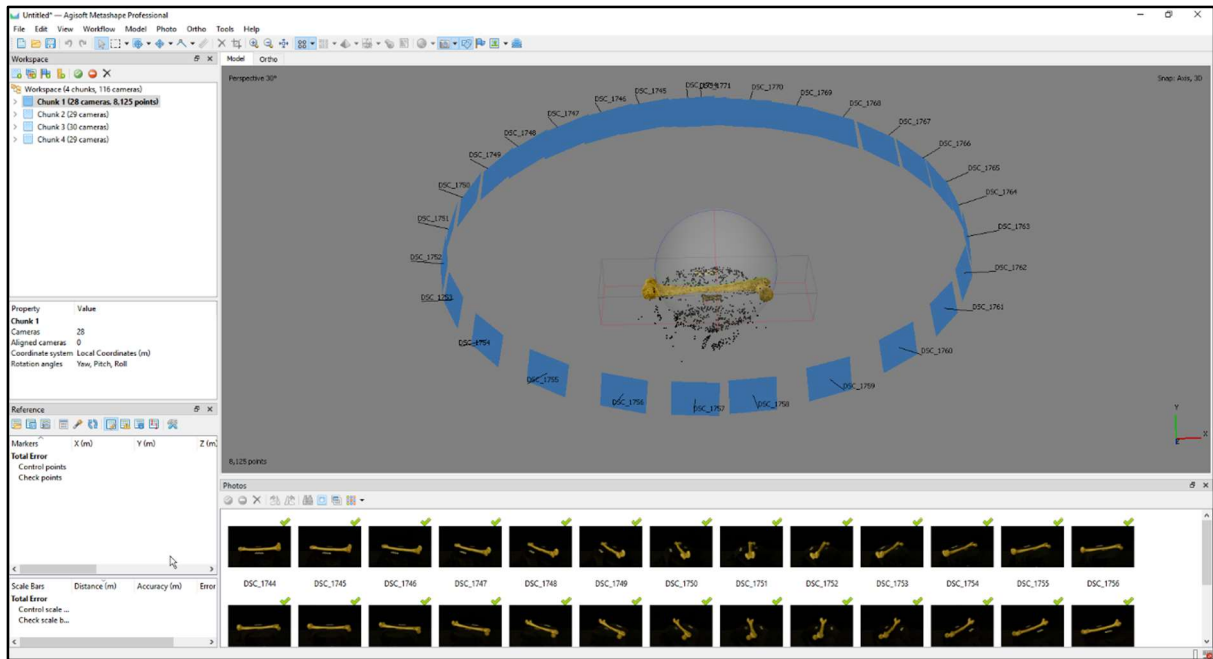 Untitled* — Agisoft Metashape Professional
File Edit View Workflow Model Photo Ortho Tools Help
Workspace
Workspace (4 chunks, 116 cameras)
Chunk 1 (28 cameras, 8,125 points)
Chunk 2 (29 cameras)
Chunk 3 (30 cameras)
Chunk 4 (29 cameras)
Property Value
Chunk 1
Cameras 28
Aligned cameras 0
Coordinate system Local Coordinates (m)
Rotation angles Yaw, Pitch, Roll
Reference
Markers X (m) Y (m) Z (m)
Total Error
Control points
Check points
Scale Bars Distance (m) Accuracy (m) Error
Total Error
Control scale ...
Check scale b...
Model Ortho
Perspective 30°
Snap: Axis, 3D
DSC_1745
DSC_1771
DSC_1770
DSC_1746
DSC_1769
DSC_1747
DSC_1768
DSC_1748
DSC_1767
DSC_1749
DSC_1766
DSC_1765
DSC_1750
DSC_1764
DSC_1751
DSC_1763
DSC_1752
DSC_1762
DSC_1753
DSC_1761
DSC_1754
DSC_1760
DSC_1755
DSC_1759
DSC_1756
DSC_1757
DSC_1758
Y
X
8,125 points
Photos
DSC_1744 DSC_1745 DSC_1746 DSC_1747 DSC_1748 DSC_1749 DSC_1750 DSC_1751 DSC_1752 DSC_1753 DSC_1754 DSC_1755 DSC_1756